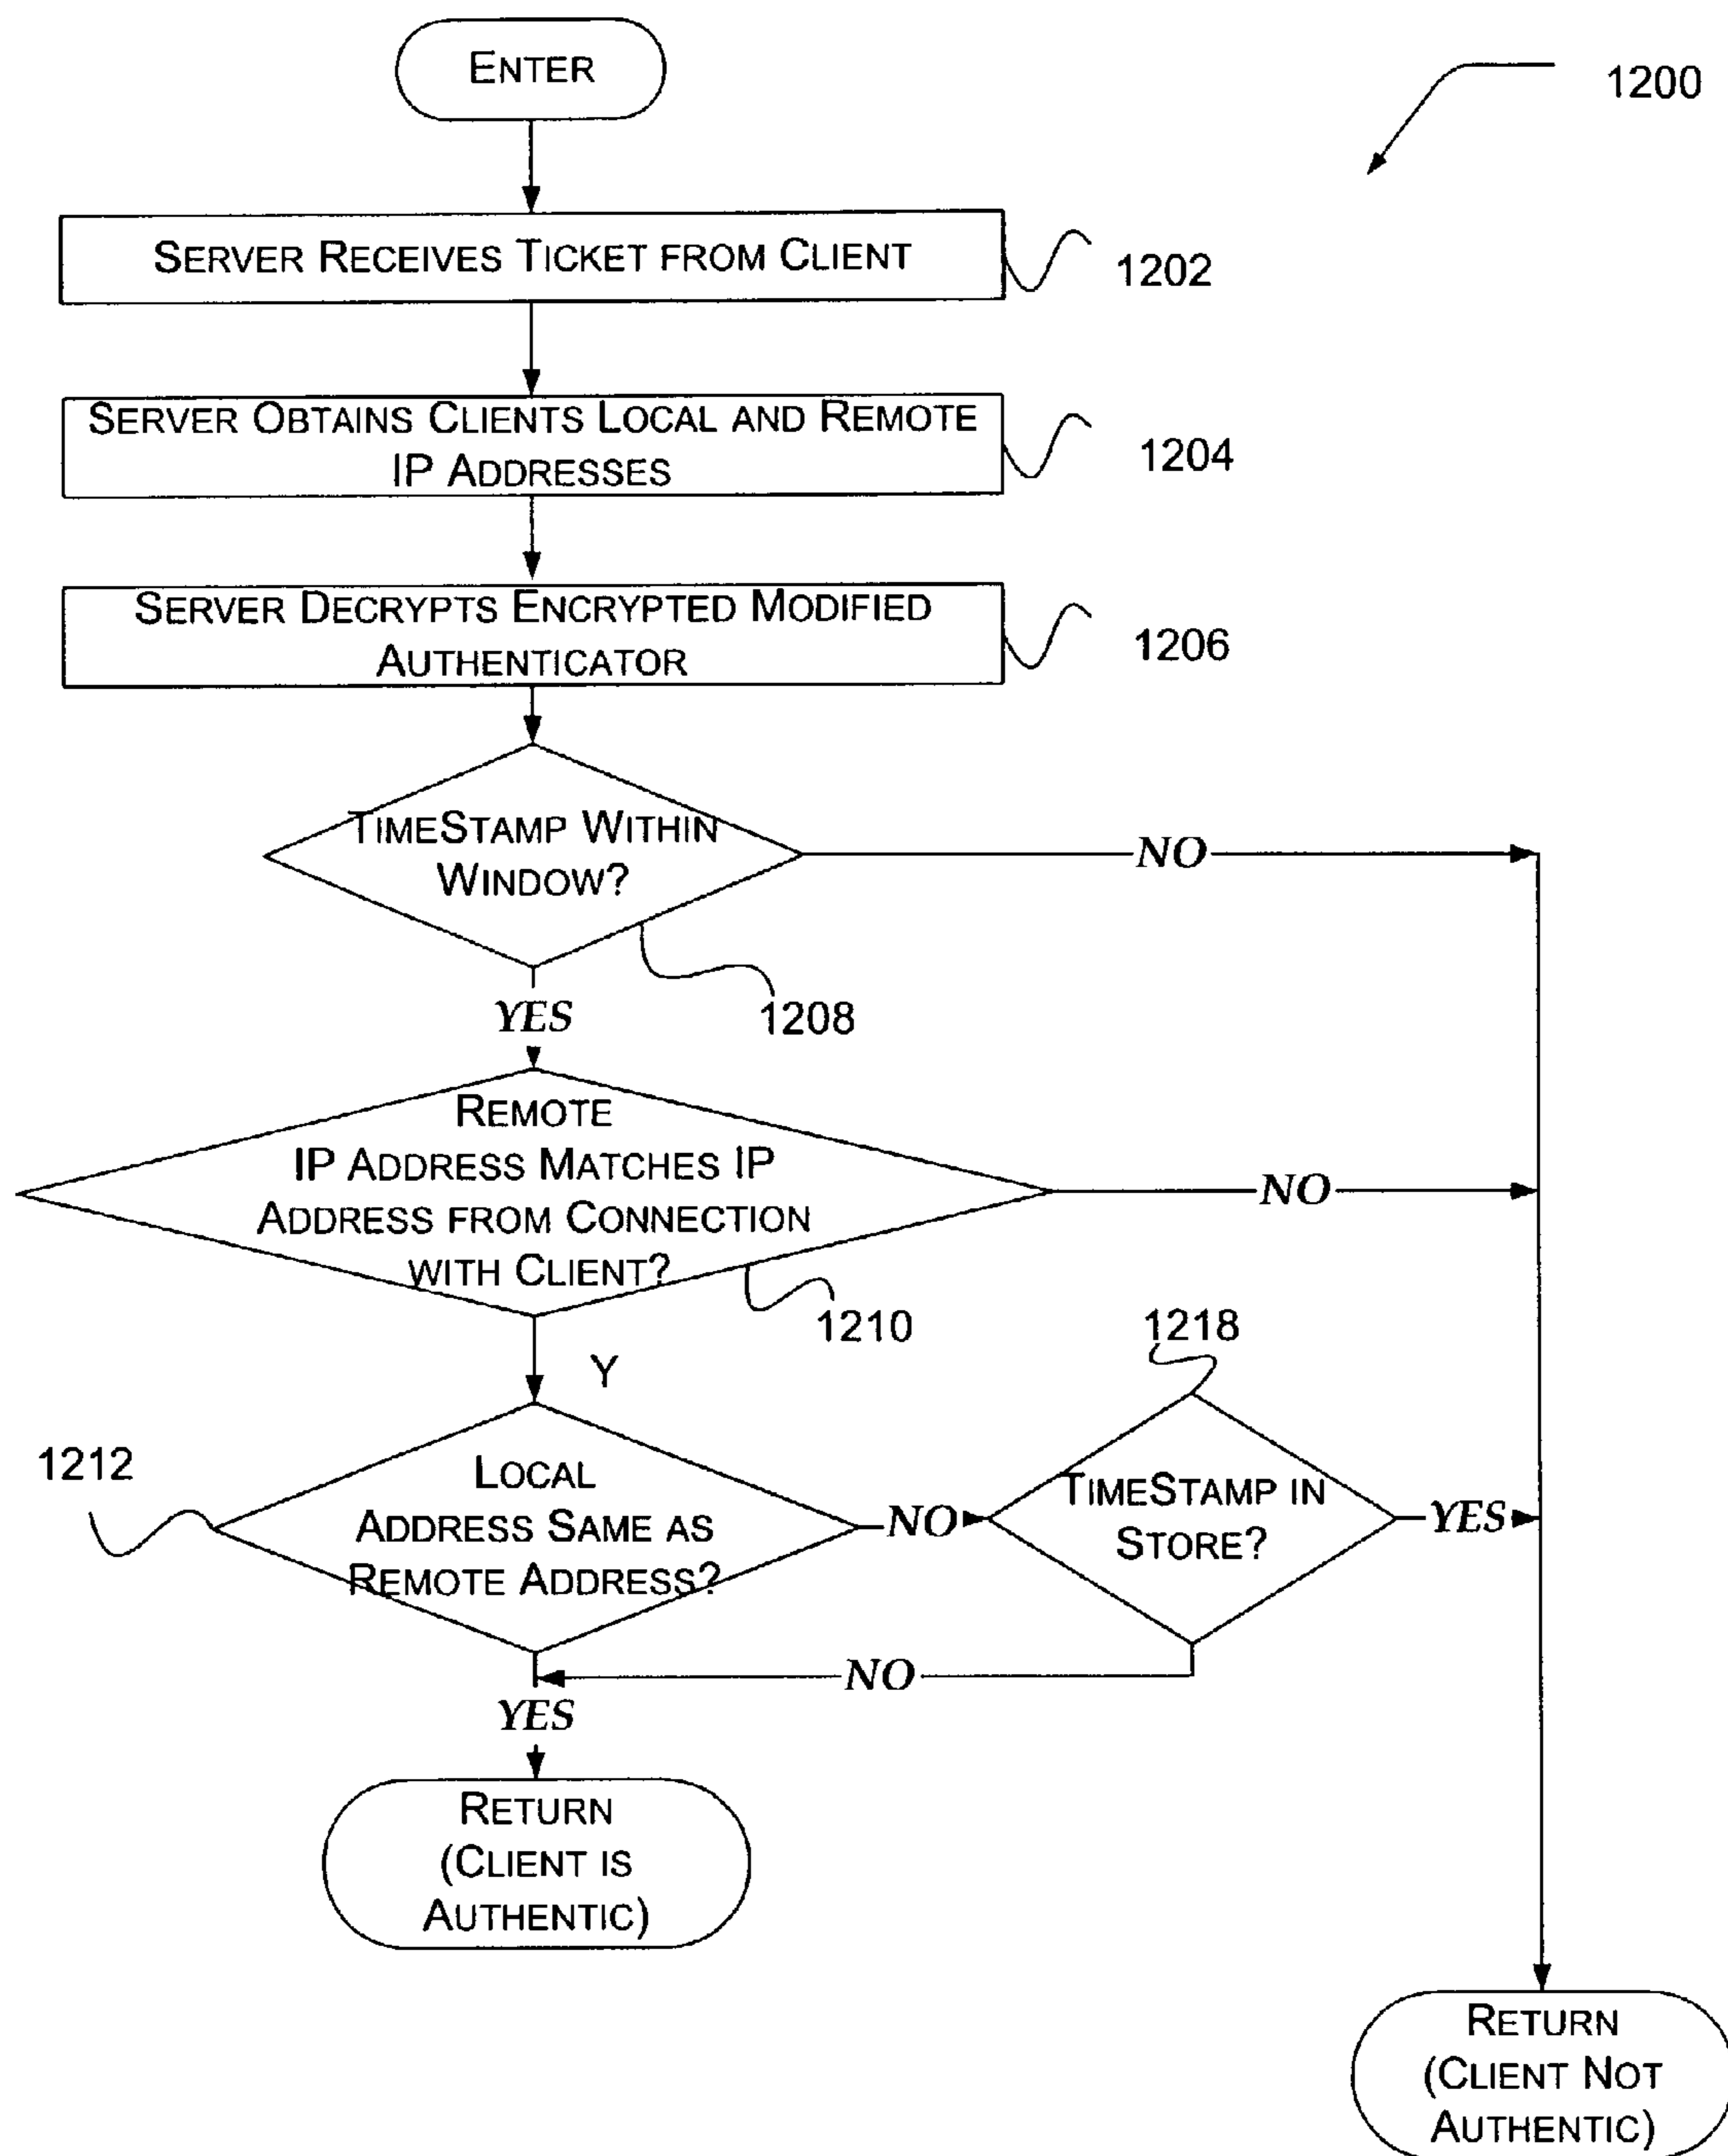 ENTER
1200
SERVER RECEIVES TICKET FROM CLIENT
1202
SERVER OBTAINS CLIENTS LOCAL AND REMOTE
IP ADDRESSES
1204
SERVER DECRYPTS ENCRYPTED MODIFIED
AUTHENTICATOR
1206
TIMESTAMP WITHIN
WINDOW?
NO
1208
YES
REMOTE
IP ADDRESS MATCHES IP
ADDRESS FROM CONNECTION
WITH CLIENT?
NO
1210
Y
1218
1212
LOCAL
ADDRESS SAME AS
REMOTE ADDRESS?
NO
TIMESTAMP IN
STORE?
YES
NO
YES
RETURN
(CLIENT IS
AUTHENTIC)
RETURN
(CLIENT NOT
AUTHENTIC)